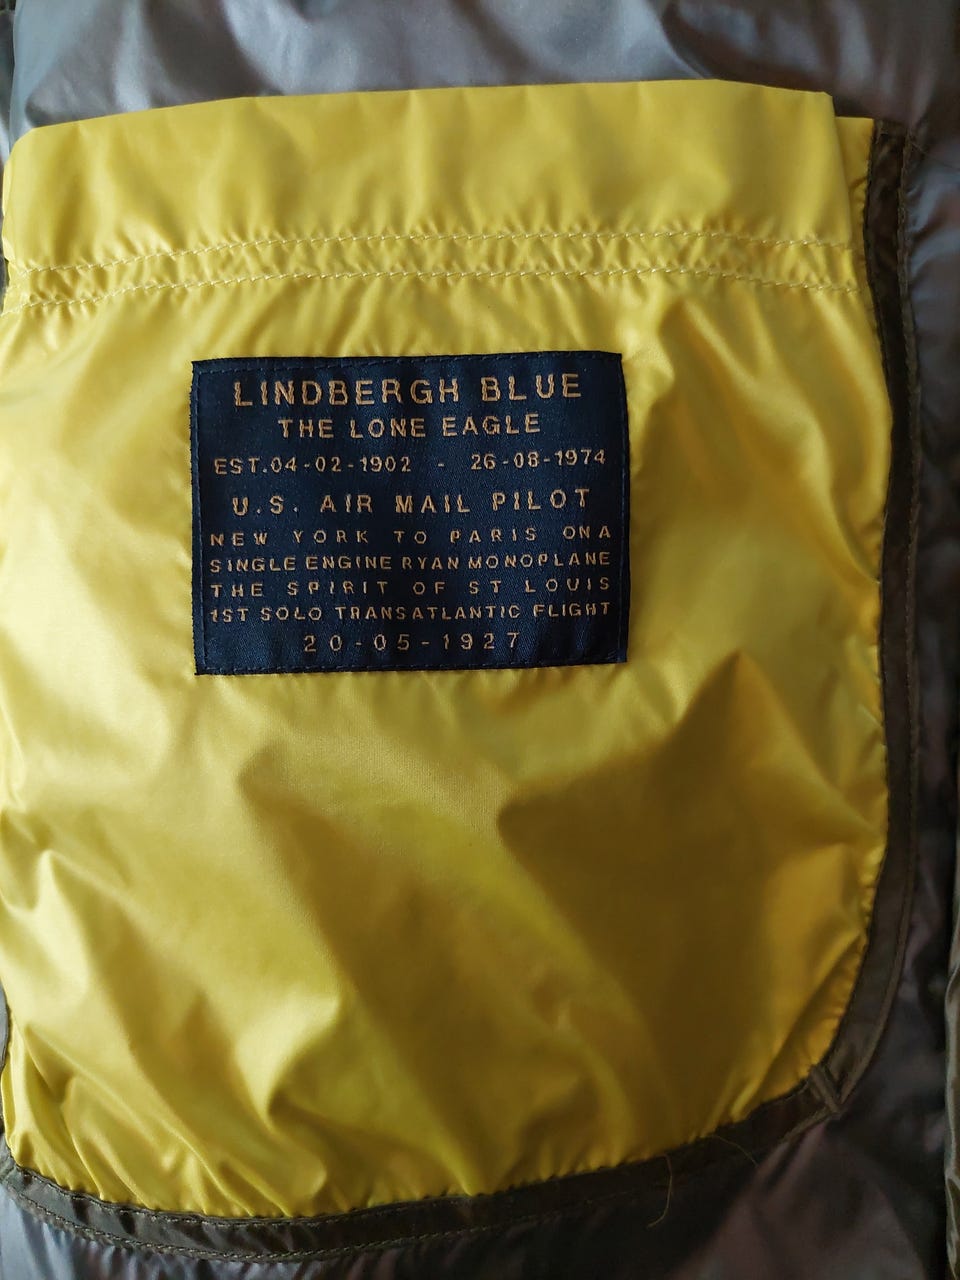 LINDBERGH BLUE
THE LONE EAGLE
EST.04-02-1902 - 26-08-1974
U.S. AIR MAIL PILOT
NEW YORK TO PARIS ON A
SINGLE ENGINE RYAN MONOPLANE
THE SPIRIT OF ST LOUIS
1ST SOLO TRANSATLANTIC FLIGHT
20-05-1927